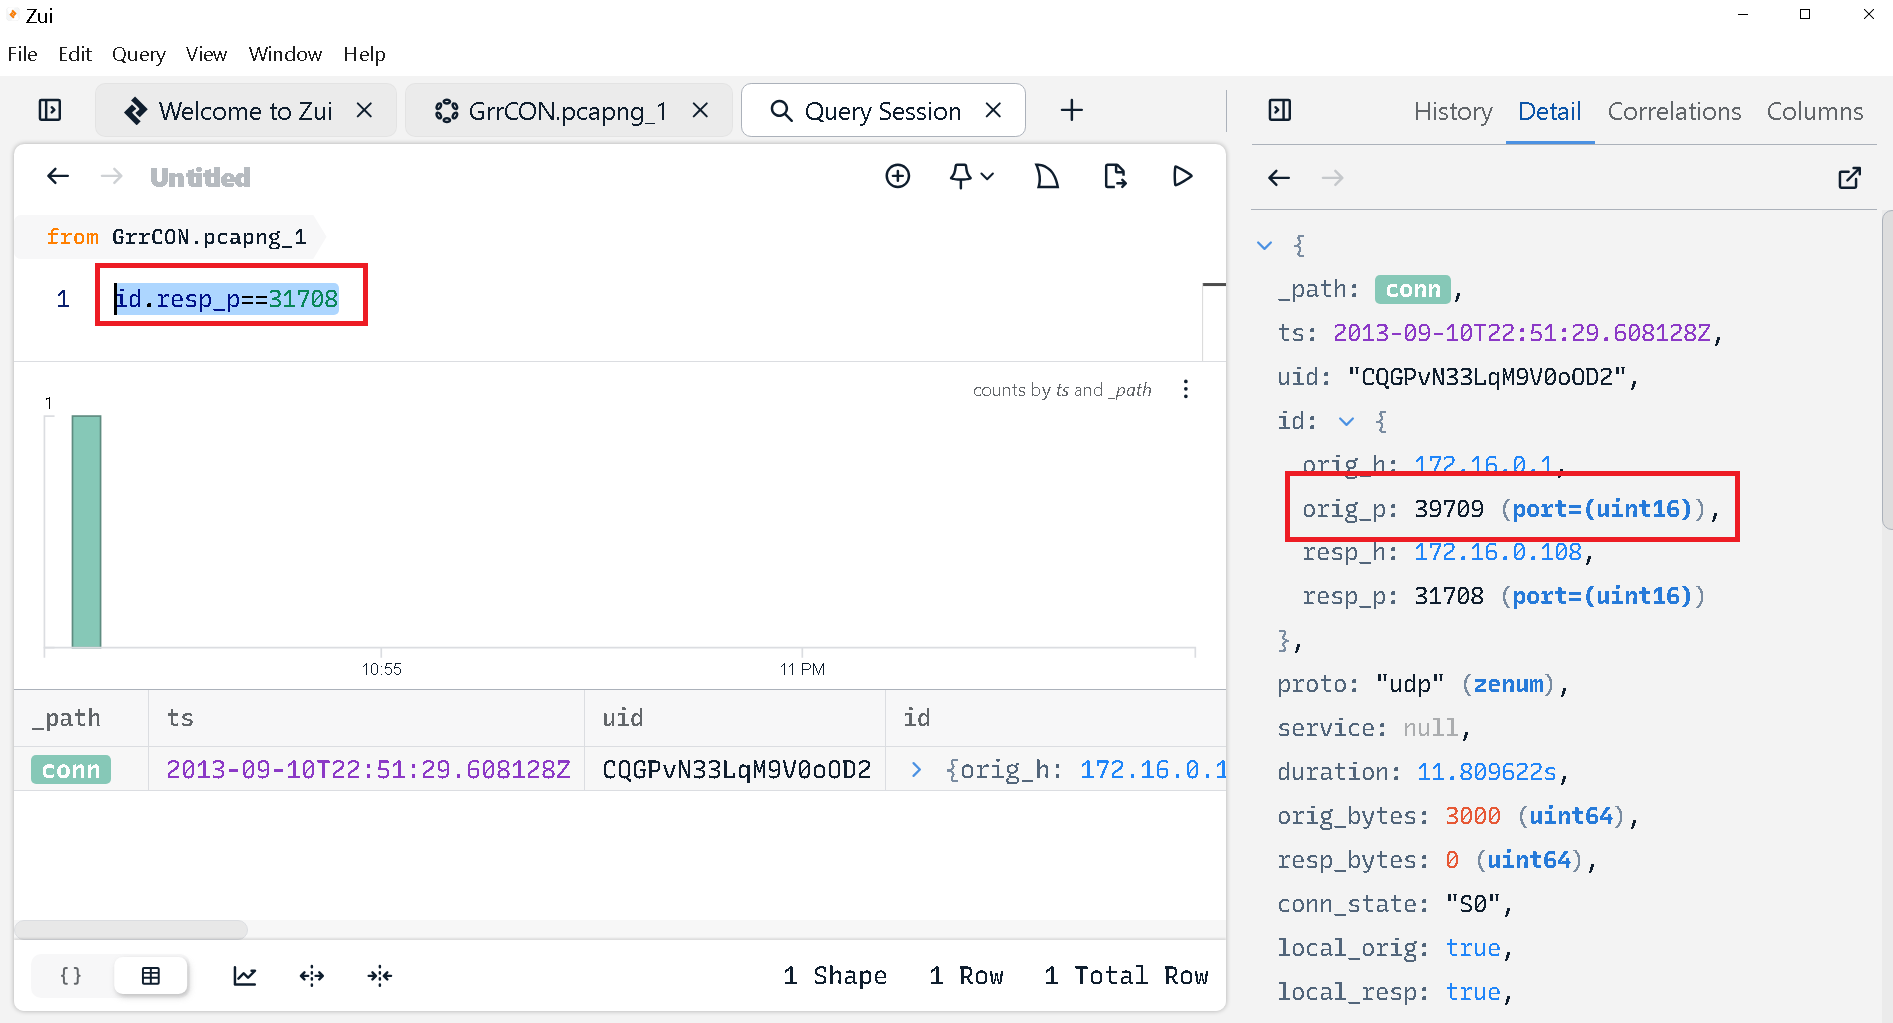 Zui
File Edit Query View Window Help
Welcome to Zui
GrrCON.pcapng_1
Query Session
Untitled
from GrrCON.pcapng_1
1 id.resp_p==31708
counts by ts and _path
1
10:55
11 PM
_path ts uid id
conn 2013-09-10T22:51:29.608128Z CQGPvN33LqM9V0oOD2 > {orig_h: 172.16.0.1
{} 1 Shape 1 Row 1 Total Row
History Detail Correlations Columns
{
_path: conn,
ts: 2013-09-10T22:51:29.608128Z,
uid: "CQGPvN33LqM9V0oOD2",
id: {
orig_h: 172.16.0.1,
orig_p: 39709 (port=(uint16)),
resp_h: 172.16.0.108,
resp_p: 31708 (port=(uint16))
},
proto: "udp" (zenum),
service: null,
duration: 11.809622s,
orig_bytes: 3000 (uint64),
resp_bytes: 0 (uint64),
conn_state: "S0",
local_orig: true,
local_resp: true,